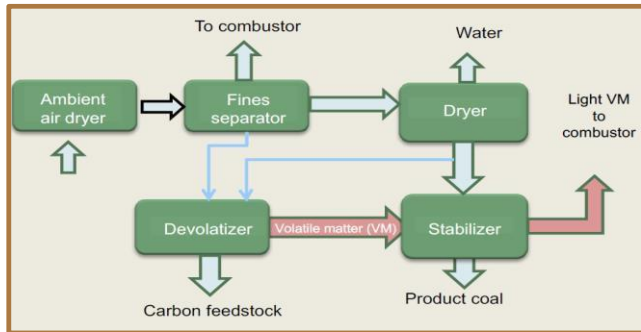 To combustor
Water
Ambient
air dryer
Fines
separator
Dryer
Light VM
to
combustor
Devolatizer
Volatile matter (VM)
Stabilizer
Carbon feedstock
Product coal